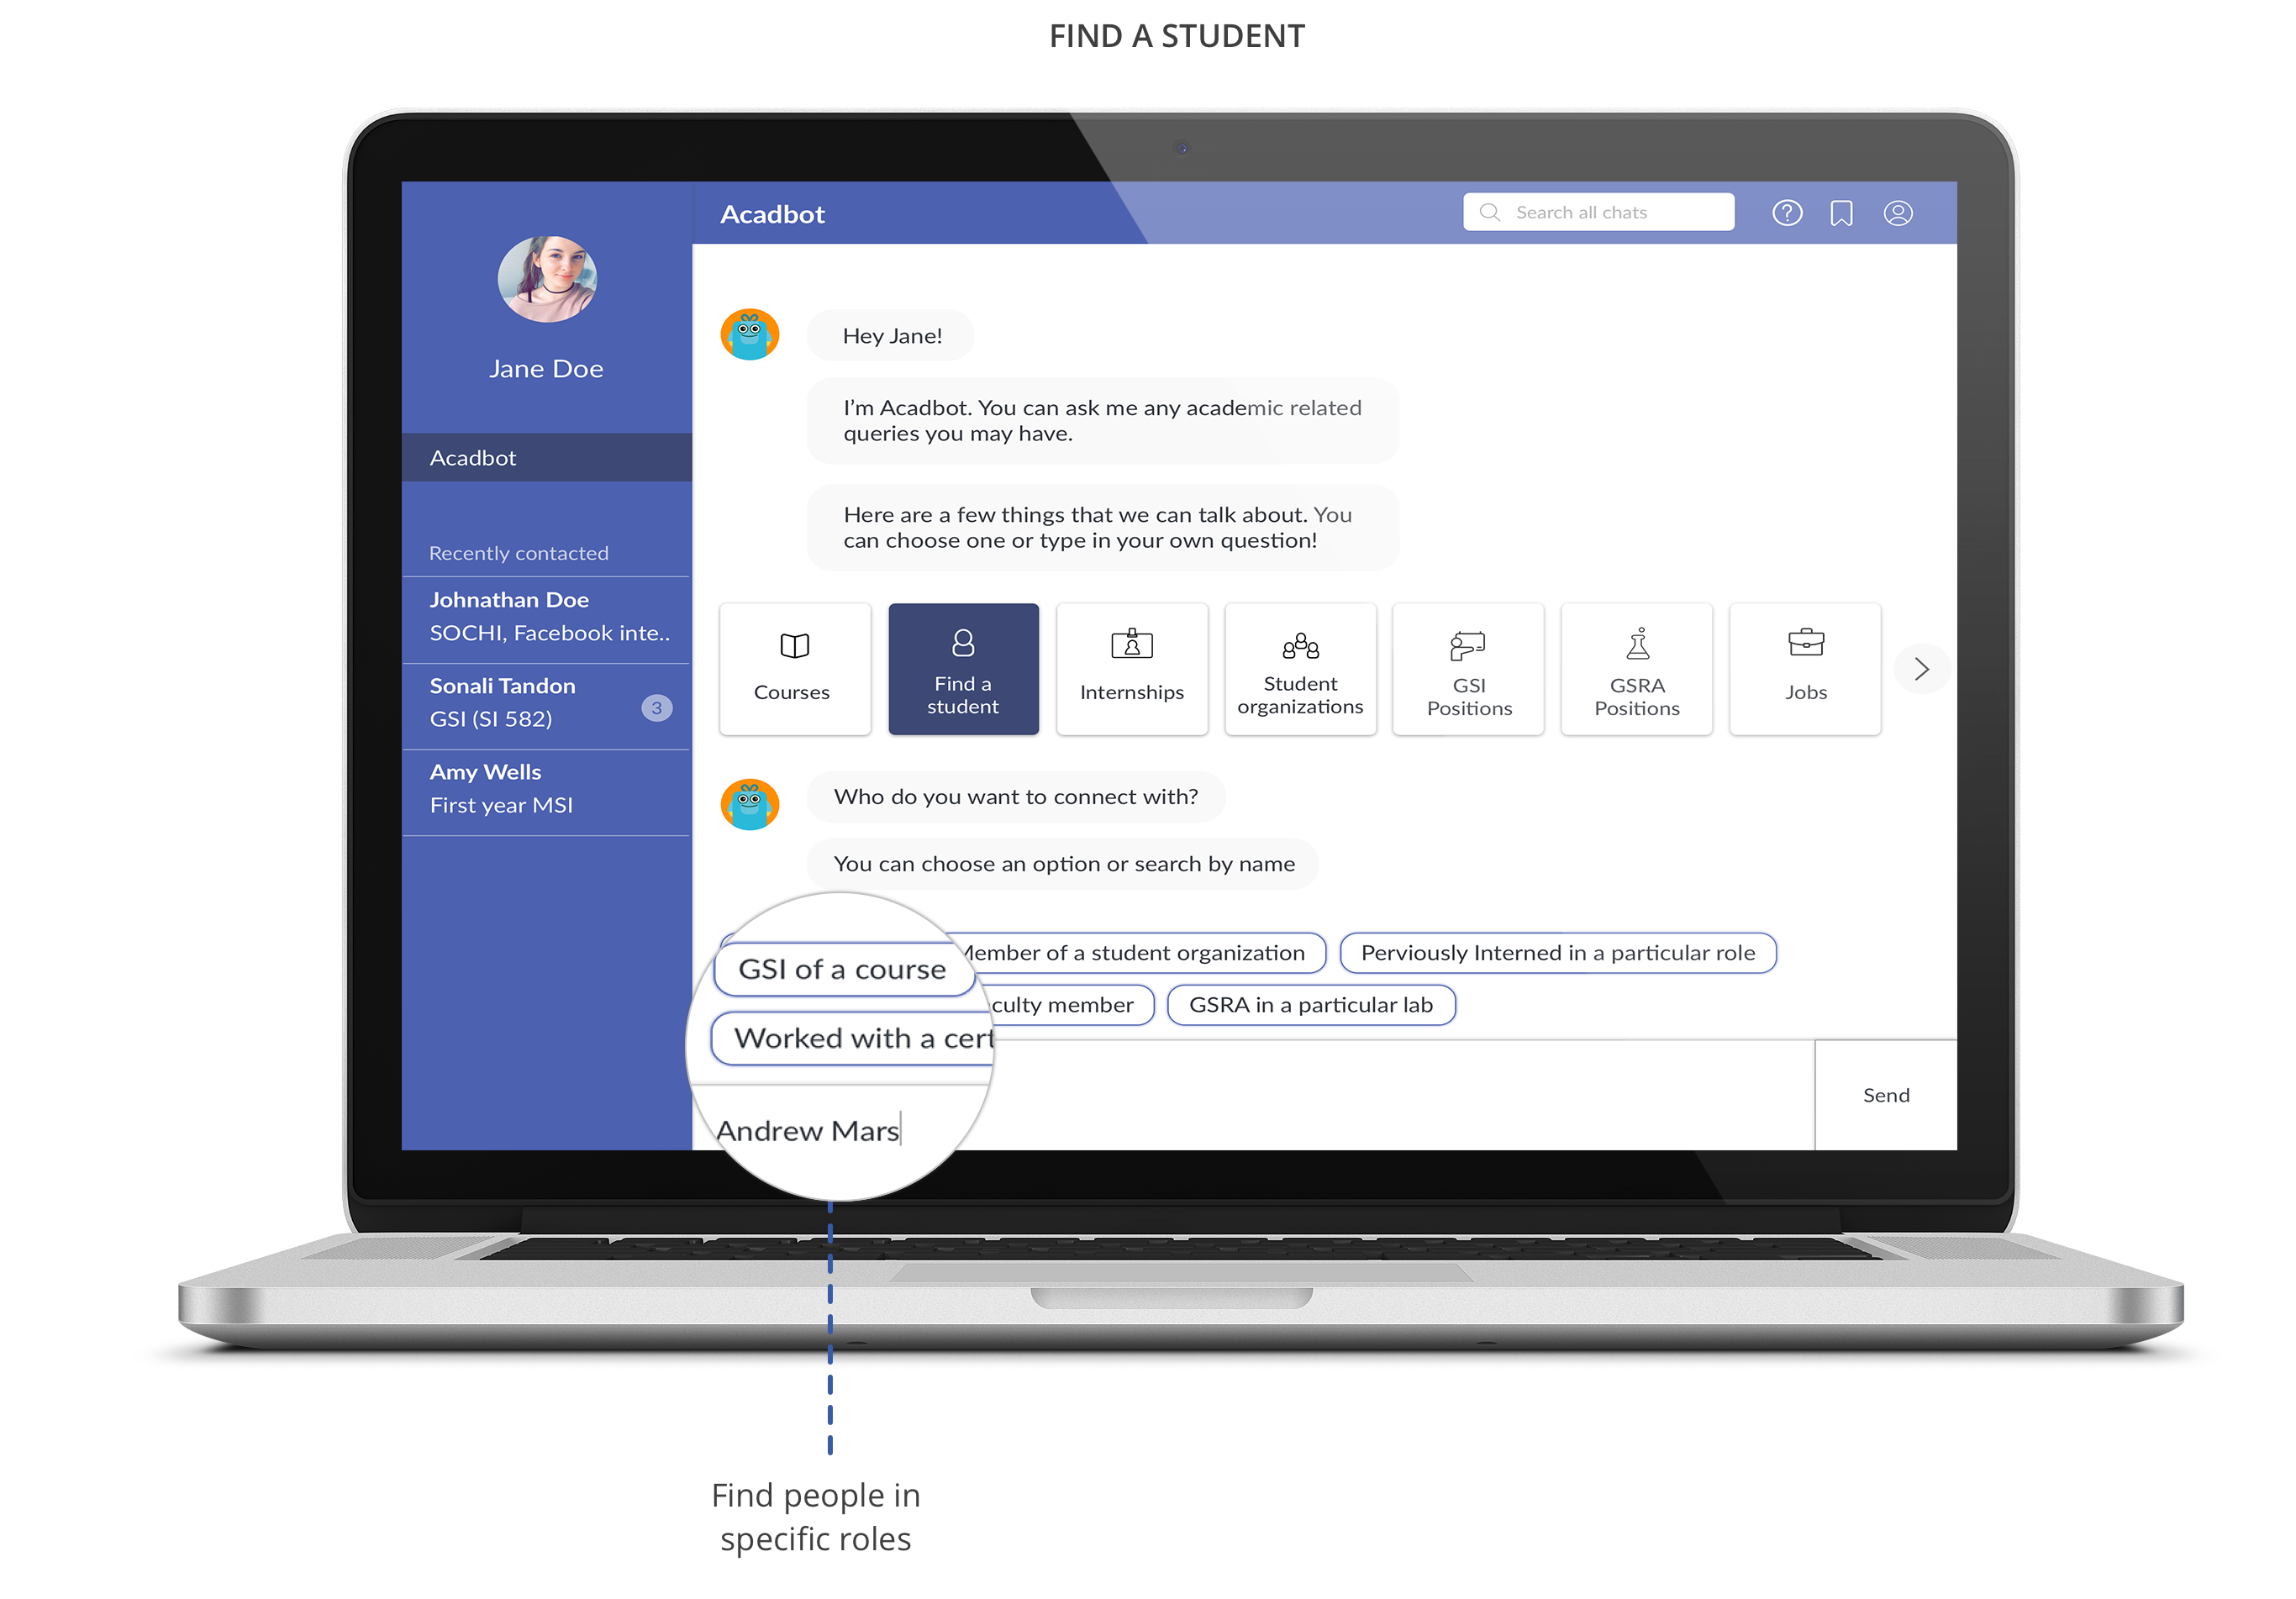 FIND A STUDENT
Acadbot
Search all chats
Jane Doe
Acadbot
Recently contacted
Johnathan Doe
SOCHI, Facebook inte..
Sonali Tandon
GSI (SI 582)
3
Amy Wells
First year MSI
Hey Jane!
I'm Acadbot. You can ask me any academic related
queries you may have.
Here are a few things that we can talk about. You
can choose one or type in your own question!
Courses
Find a
student
Internships
Student
organizations
GSI
Positions
GSRA
Positions
Jobs
Who do you want to connect with?
You can choose an option or search by name
GSI of a course
of a student organization
Perviously Interned in a particular role
Worked with a
member
GSRA in a particular lab
Andrew Mars
Send
Find people in
specific roles